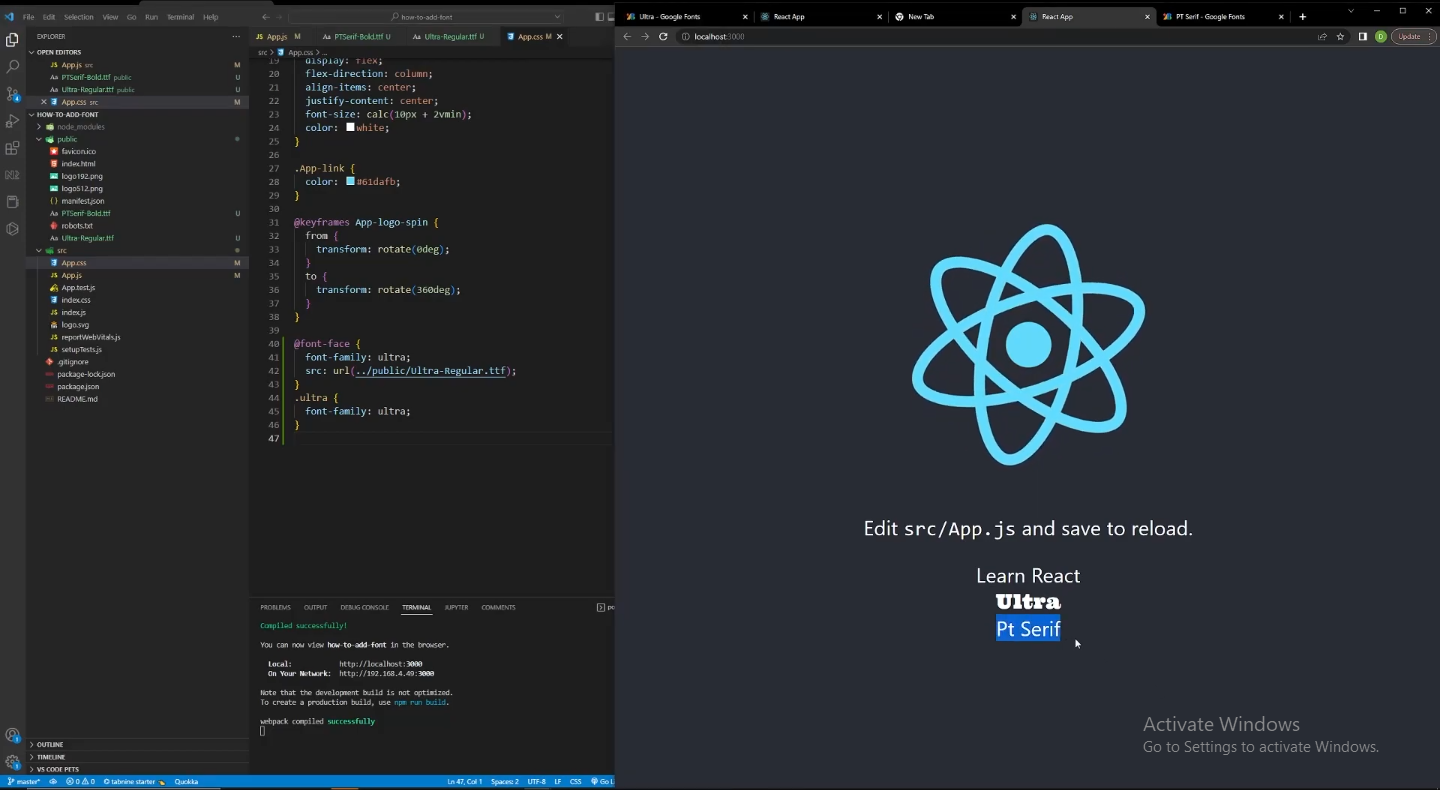 File Edit Selection View Go Run Terminal Help
how-to-add-font
EXPLORER
OPEN EDITORS
JS App.js src M
Aa PTSerif-Bold.ttf public U
Aa Ultra-Regular.ttf public U
App.css src M
HOW-TO-ADD-FONT
node_modules
public
favicon.ico
index.html
logo192.png
logo512.png
manifest.json
Aa PTSerif-Bold.ttf U
robots.txt
Aa Ultra-Regular.ttf U
src
App.css M
JS App.js M
App.test.js
index.css
JS index.js
logo.svg
JS reportWebVitals.js
JS setupTests.js
.gitignore
package-lock.json
package.json
README.md
OUTLINE
TIMELINE
VS CODE PETS
JS App.js M Aa PTSerif-Bold.ttf U Aa Ultra-Regular.ttf U App.css M
src > App.css > ...
19 display: flex;
20 flex-direction: column;
21 align-items: center;
22 justify-content: center;
23 font-size: calc(10px + 2vmin);
24 color: white;
25 }
26
27 .App-link {
28 color: #61dafb;
29 }
30
31 @keyframes App-logo-spin {
32 from {
33 transform: rotate(0deg);
34 }
35 to {
36 transform: rotate(360deg);
37 }
38 }
39
40 @font-face {
41 font-family: ultra;
42 src: url(../public/Ultra-Regular.ttf);
43 }
44 .ultra {
45 font-family: ultra;
46 }
47
PROBLEMS OUTPUT DEBUG CONSOLE TERMINAL JUPYTER COMMENTS
Compiled successfully!
You can now view how-to-add-font in the browser.
Local: http://localhost:3000
On Your Network: http://192.168.4.49:3000
Note that the development build is not optimized.
To create a production build, use npm run build.
webpack compiled successfully
master* 0 0 tabnine starter Quokka Ln 47, Col 1 Spaces: 2 UTF-8 LF CSS Go L
Ultra - Google Fonts React App New Tab React App PT Serif - Google Fonts
localhost:3000 D Update
Edit src/App.js and save to reload.
Learn React
Ultra
Pt Serif
Activate Windows
Go to Settings to activate Windows.